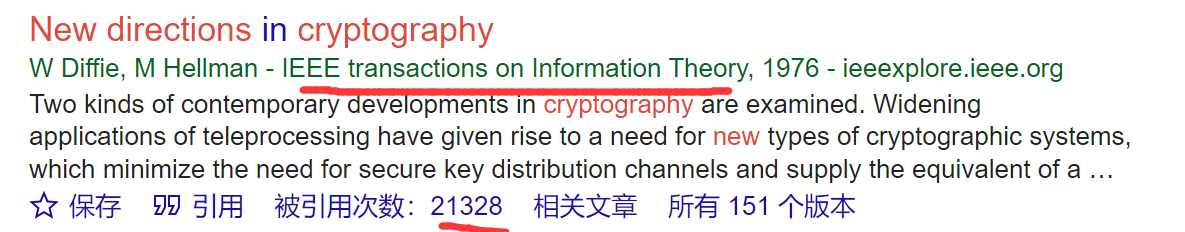 New directions in cryptography
W Diffie, M Hellman - IEEE transactions on Information Theory, 1976 - ieeexplore.ieee.org
Two kinds of contemporary developments in cryptography are examined. Widening
applications of teleprocessing have given rise to a need for new types of cryptographic systems,
which minimize the need for secure key distribution channels and supply the equivalent of a …
保存 引用 被引用次数：21328 相关文章 所有 151 个版本